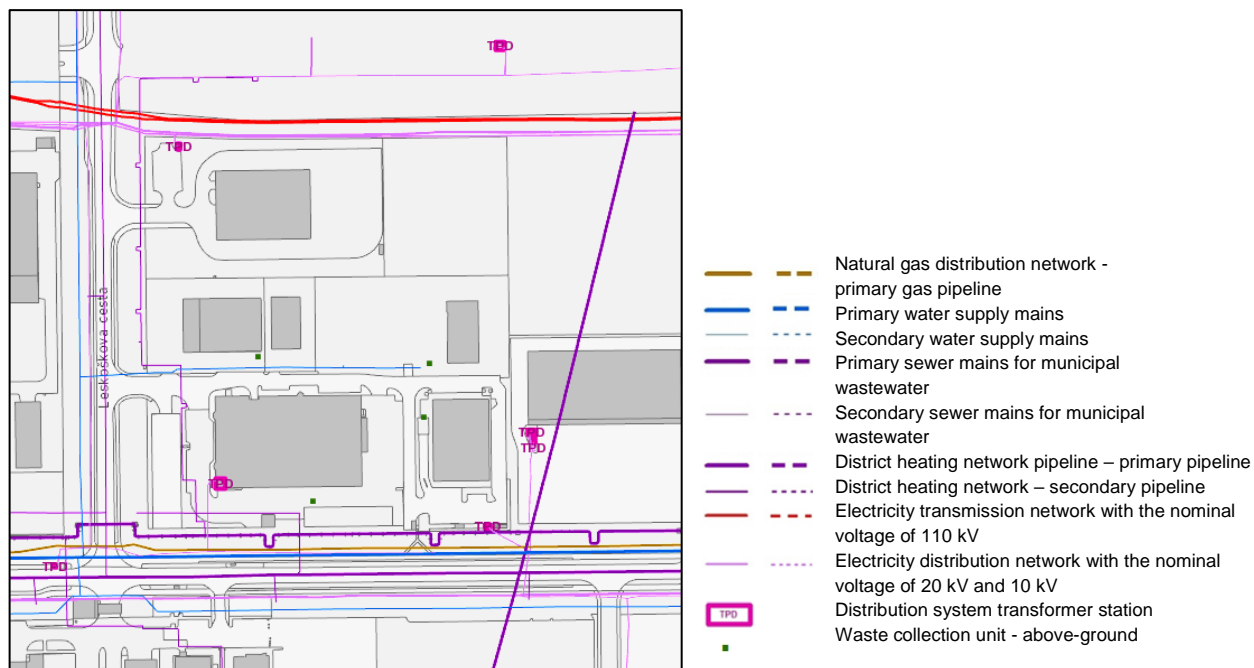 TPD
TPD
Leskoškova cesta
TPD
TPD
TPD
TPD
TPD
Natural gas distribution network -
primary gas pipeline
Primary water supply mains
Secondary water supply mains
Primary sewer mains for municipal
wastewater
Secondary sewer mains for municipal
wastewater
District heating network pipeline – primary pipeline
District heating network – secondary pipeline
Electricity transmission network with the nominal
voltage of 110 kV
Electricity distribution network with the nominal
voltage of 20 kV and 10 kV
TPD
Distribution system transformer station
Waste collection unit - above-ground